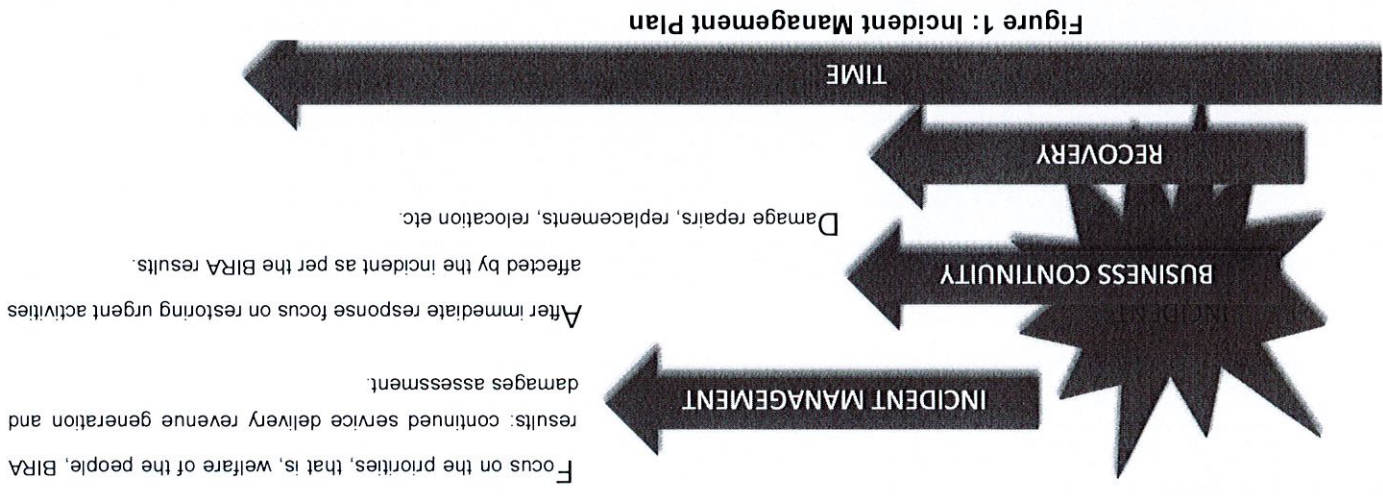 Focus on the priorities, that is, welfare of the people, BIRA
results: continued service delivery revenue generation and
damages assessment.
INCIDENT MANAGEMENT
INCIDENT
After immediate response focus on restoring urgent activities
affected by the incident as per the BIRA results.
BUSINESS CONTINUITY
Damage repairs, replacements, relocation etc.
RECOVERY
TIME
Figure 1: Incident Management Plan